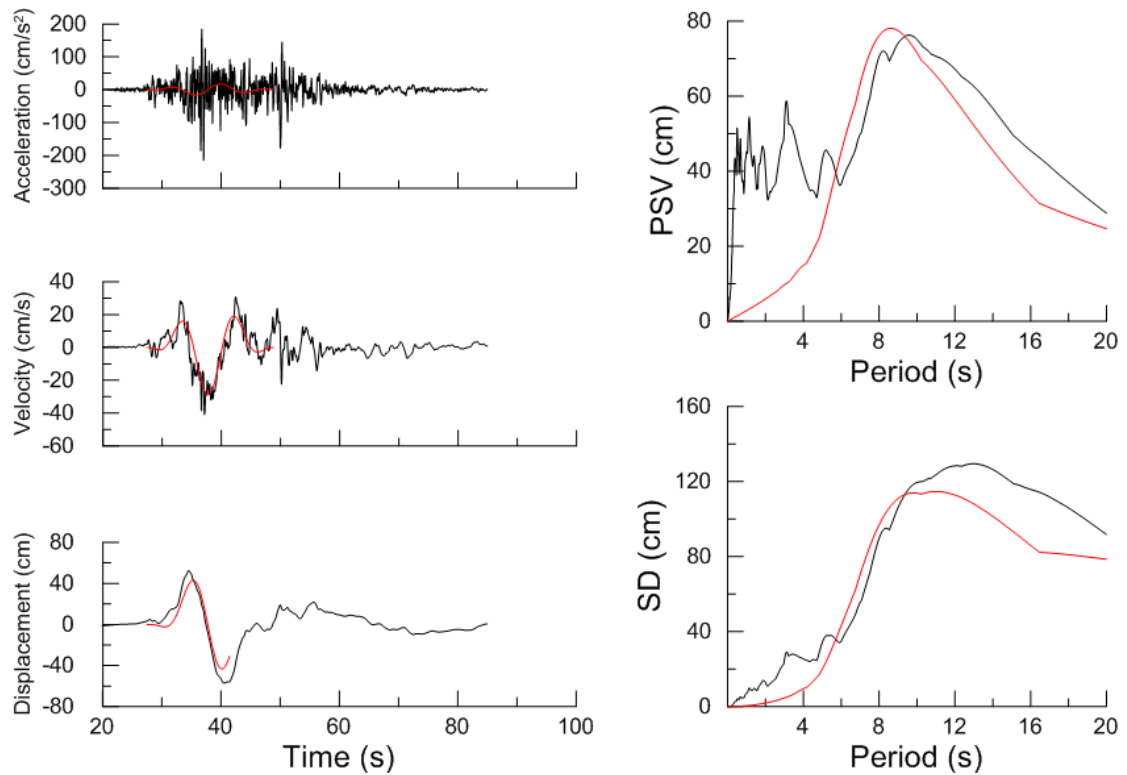 Acceleration (cm/s²)
200
100
0
-100
-200
-300
Velocity (cm/s)
40
20
0
-20
-40
-60
Displacement (cm)
80
40
0
-40
-80
20 40 60 80 100
Time (s)
PSV (cm)
80
60
40
20
0
4 8 12 16 20
Period (s)
SD (cm)
160
120
80
40
0
4 8 12 16 20
Period (s)